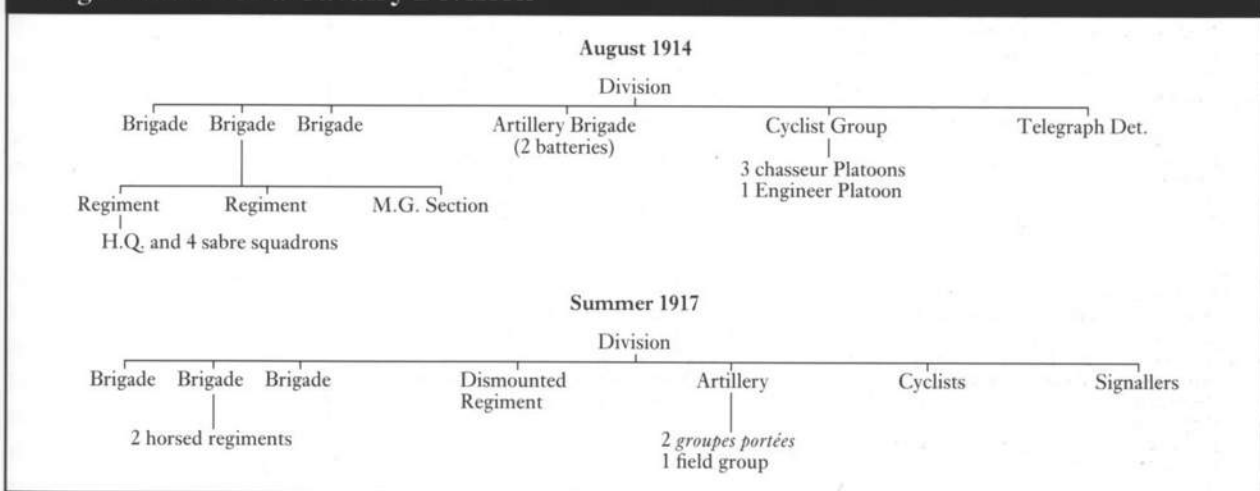 August 1914
Division
Brigade Brigade Brigade Artillery Brigade Cyclist Group Telegraph Det.
(2 batteries)
3 chasseur Platoons
1 Engineer Platoon
Regiment Regiment M.G. Section
H.Q. and 4 sabre squadrons
Summer 1917
Division
Brigade Brigade Brigade Dismounted Artillery Cyclists Signallers
Regiment
2 horsed regiments 2 groupes portées
1 field group